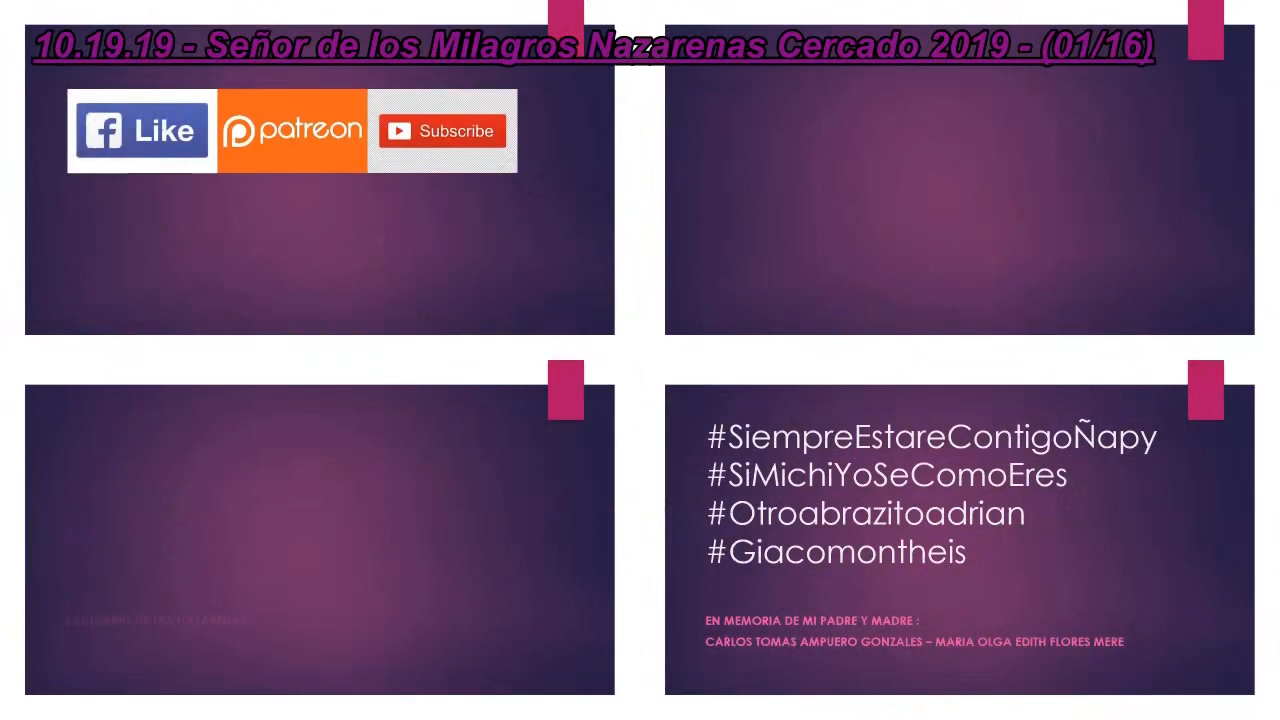 10.19.19 - Señor de los Milagros Nazarenas Cercado 2019 - (01/16)
Like
patreon
Subscribe
#SiempreEstareContigoÑapy
#SiMichiYoSeComoEres
#Otroabrazitoadrian
#Giacomontheis
EN MEMORIA DE MI PADRE Y MADRE :
CARLOS TOMAS AMPUERO GONZALES – MARIA OLGA EDITH FLORES MERE